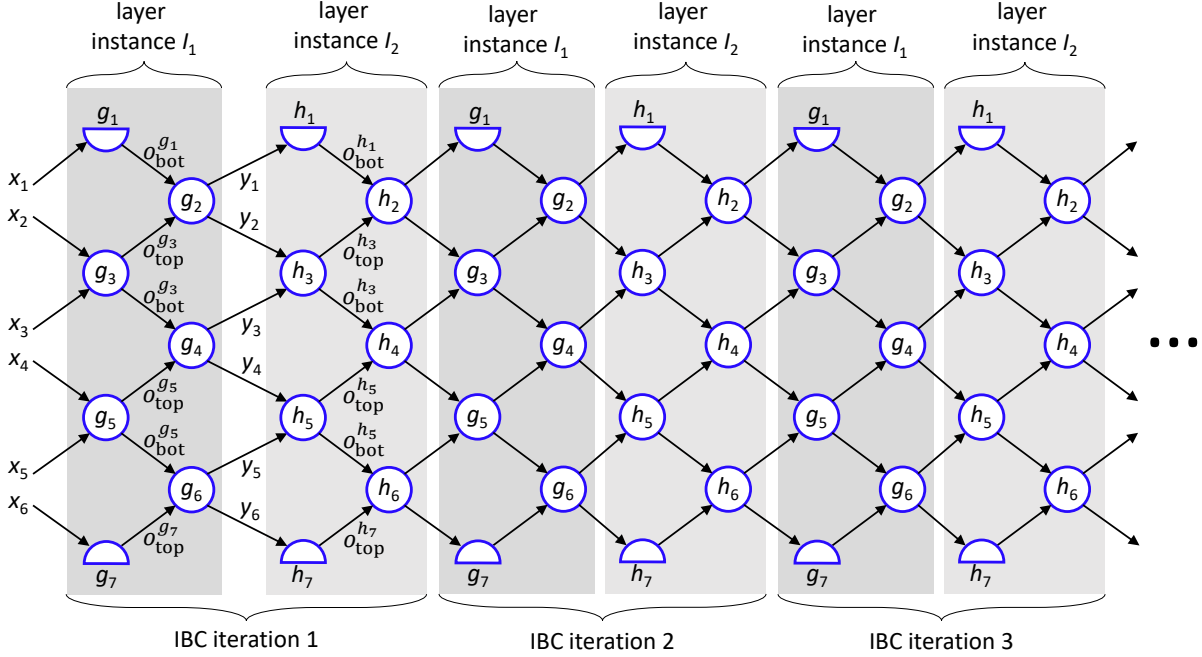 layer layer layer layer layer layer
instance I₁ instance I₂ instance I₁ instance I₂ instance I₁ instance I₂
g₁ h₁ g₁ h₁ g₁ h₁
o_bot^g₁ o_bot^h₁
x₁ g₂ y₁ h₂ g₂ h₂ g₂ h₂
x₂ y₂
o_top^g₃ o_top^h₃
g₃ h₃ g₃ h₃ g₃ h₃
o_bot^g₃ o_bot^h₃
x₃ y₃
g₄ h₄ g₄ h₄ g₄ h₄ ...
x₄ y₄
o_top^g₅ o_top^h₅
g₅ h₅ g₅ h₅ g₅ h₅
o_bot^g₅ o_bot^h₅
x₅ y₅
g₆ h₆ g₆ h₆ g₆ h₆
x₆ y₆
o_top^g₇ o_top^h₇
g₇ h₇ g₇ h₇ g₇ h₇
IBC iteration 1 IBC iteration 2 IBC iteration 3